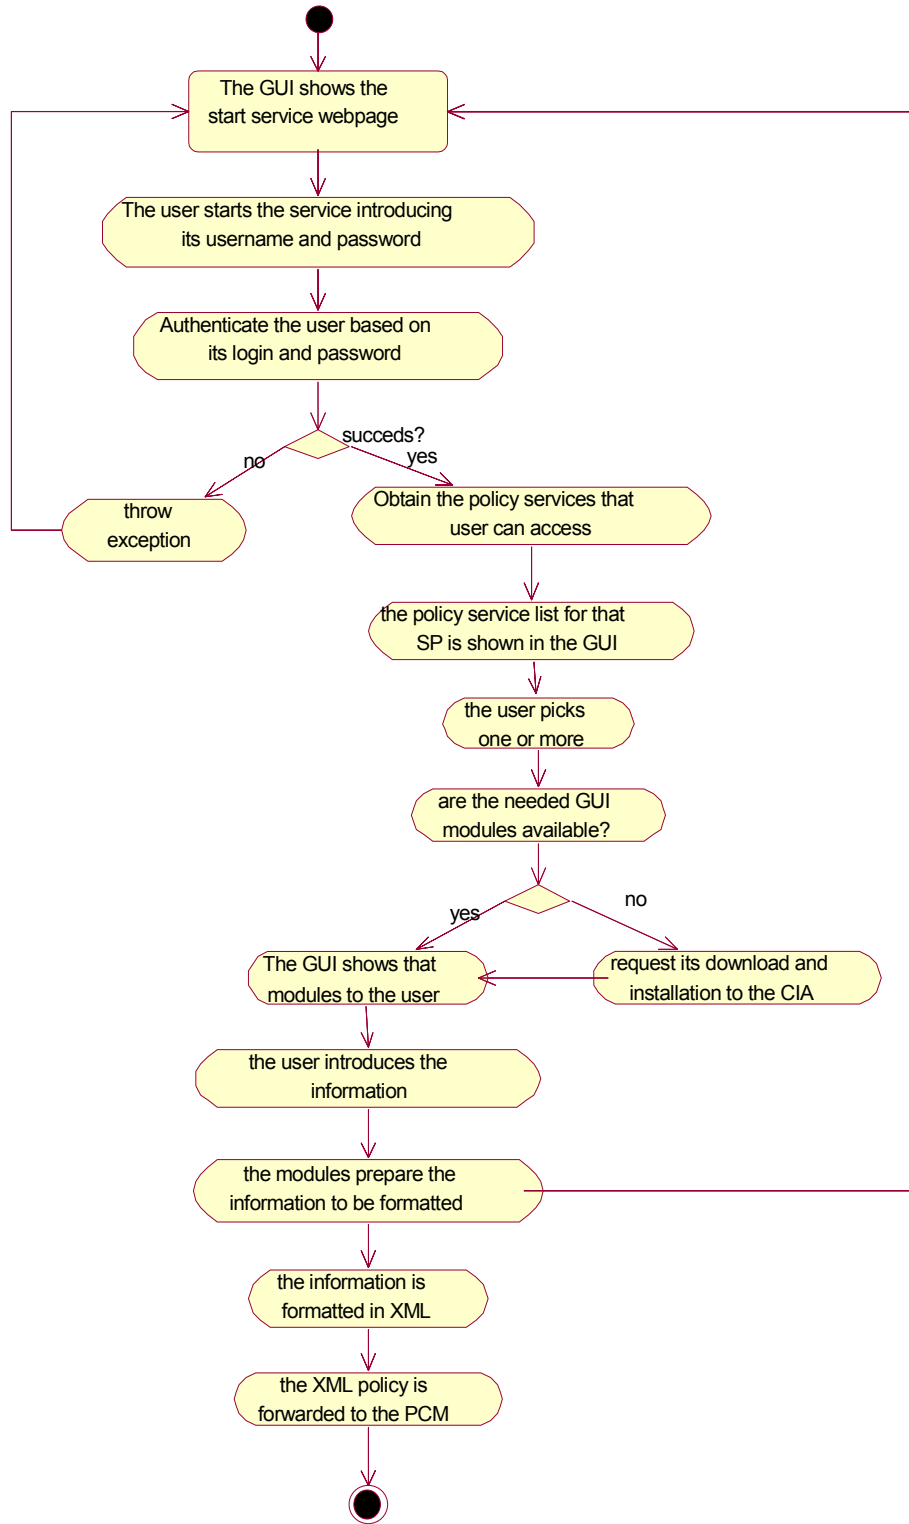 The GUI shows the
start service webpage
The user starts the service introducing
its username and password
Authenticate the user based on
its login and password
succeds?
no
yes
throw
exception
Obtain the policy services that
user can access
the policy service list for that
SP is shown in the GUI
the user picks
one or more
are the needed GUI
modules available?
yes
no
The GUI shows that
modules to the user
request its download and
installation to the CIA
the user introduces the
information
the modules prepare the
information to be formatted
the information is
formatted in XML
the XML policy is
forwarded to the PCM